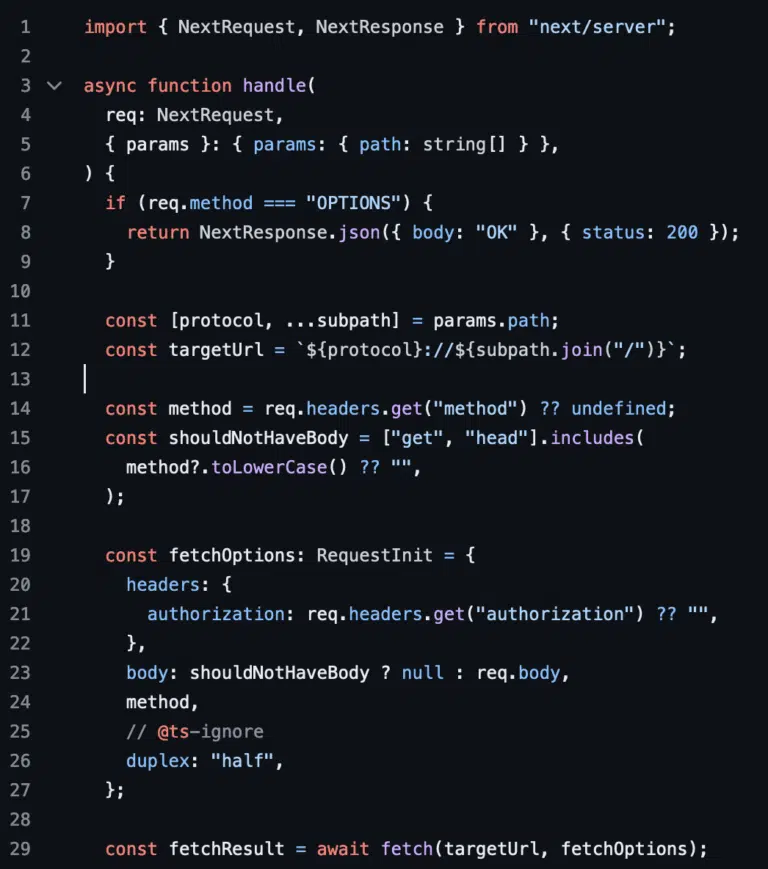 1 import { NextRequest, NextResponse } from "next/server";
2
3 async function handle(
4 req: NextRequest,
5 { params }: { params: { path: string[] } },
6 ) {
7 if (req.method === "OPTIONS") {
8 return NextResponse.json({ body: "OK" }, { status: 200 });
9 }
10
11 const [protocol, ...subpath] = params.path;
12 const targetUrl = `${protocol}://${subpath.join("/")}`;
13
14 const method = req.headers.get("method") ?? undefined;
15 const shouldNotHaveBody = ["get", "head"].includes(
16 method?.toLowerCase() ?? "",
17 );
18
19 const fetchOptions: RequestInit = {
20 headers: {
21 authorization: req.headers.get("authorization") ?? "",
22 },
23 body: shouldNotHaveBody ? null : req.body,
24 method,
25 // @ts-ignore
26 duplex: "half",
27 };
28
29 const fetchResult = await fetch(targetUrl, fetchOptions);